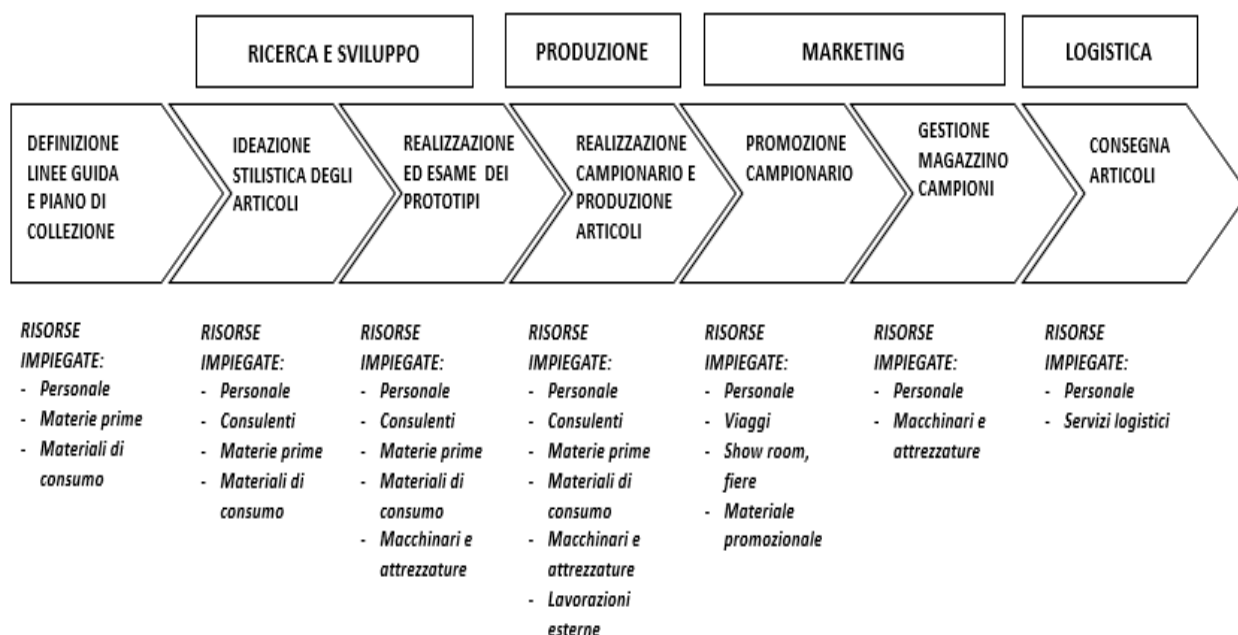 RICERCA E SVILUPPO
PRODUZIONE
MARKETING
LOGISTICA
DEFINIZIONE
LINEE GUIDA
E PIANO DI
COLLEZIONE
IDEAZIONE
STILISTICA DEGLI
ARTICOLI
REALIZZAZIONE
ED ESAME DEI
PROTOTIPI
REALIZZAZIONE
CAMPIONARIO E
PRODUZIONE
ARTICOLI
PROMOZIONE
CAMPIONARIO
GESTIONE
MAGAZZINO
CAMPIONI
CONSEGNA
ARTICOLI
RISORSE
IMPIEGATE:
- Personale
- Materie prime
- Materiali di
consumo
RISORSE
IMPIEGATE:
- Personale
- Consulenti
- Materie prime
- Materiali di
consumo
RISORSE
IMPIEGATE:
- Personale
- Consulenti
- Materie prime
- Materiali di
consumo
- Macchinari e
attrezzature
RISORSE
IMPIEGATE:
- Personale
- Consulenti
- Materie prime
- Materiali di
consumo
- Macchinari e
attrezzature
- Lavorazioni
esterne
RISORSE
IMPIEGATE:
- Personale
- Viaggi
- Show room,
fiere
- Materiale
promozionale
RISORSE
IMPIEGATE:
- Personale
- Macchinari e
attrezzature
RISORSE
IMPIEGATE:
- Personale
- Servizi logistici